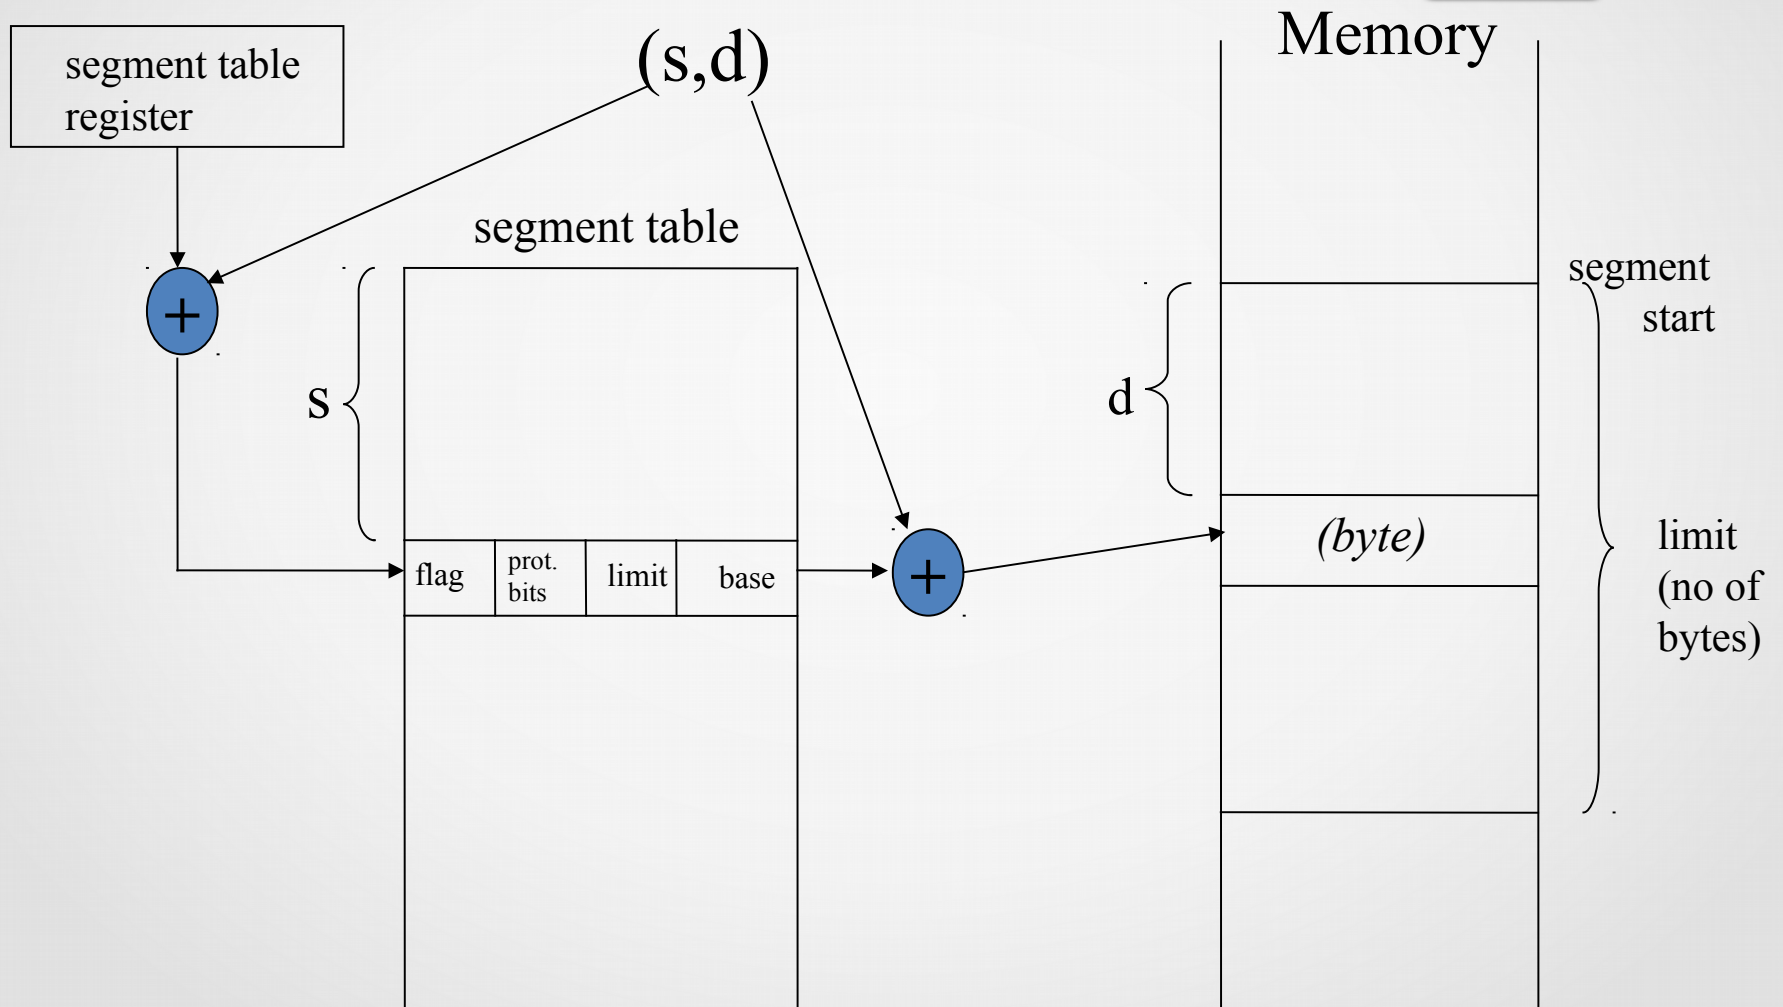 segment table
register
(s,d)
Memory
segment table
+
segment
start
s
d
flag
prot.
bits
limit
base
+
(byte)
limit
(no of
bytes)